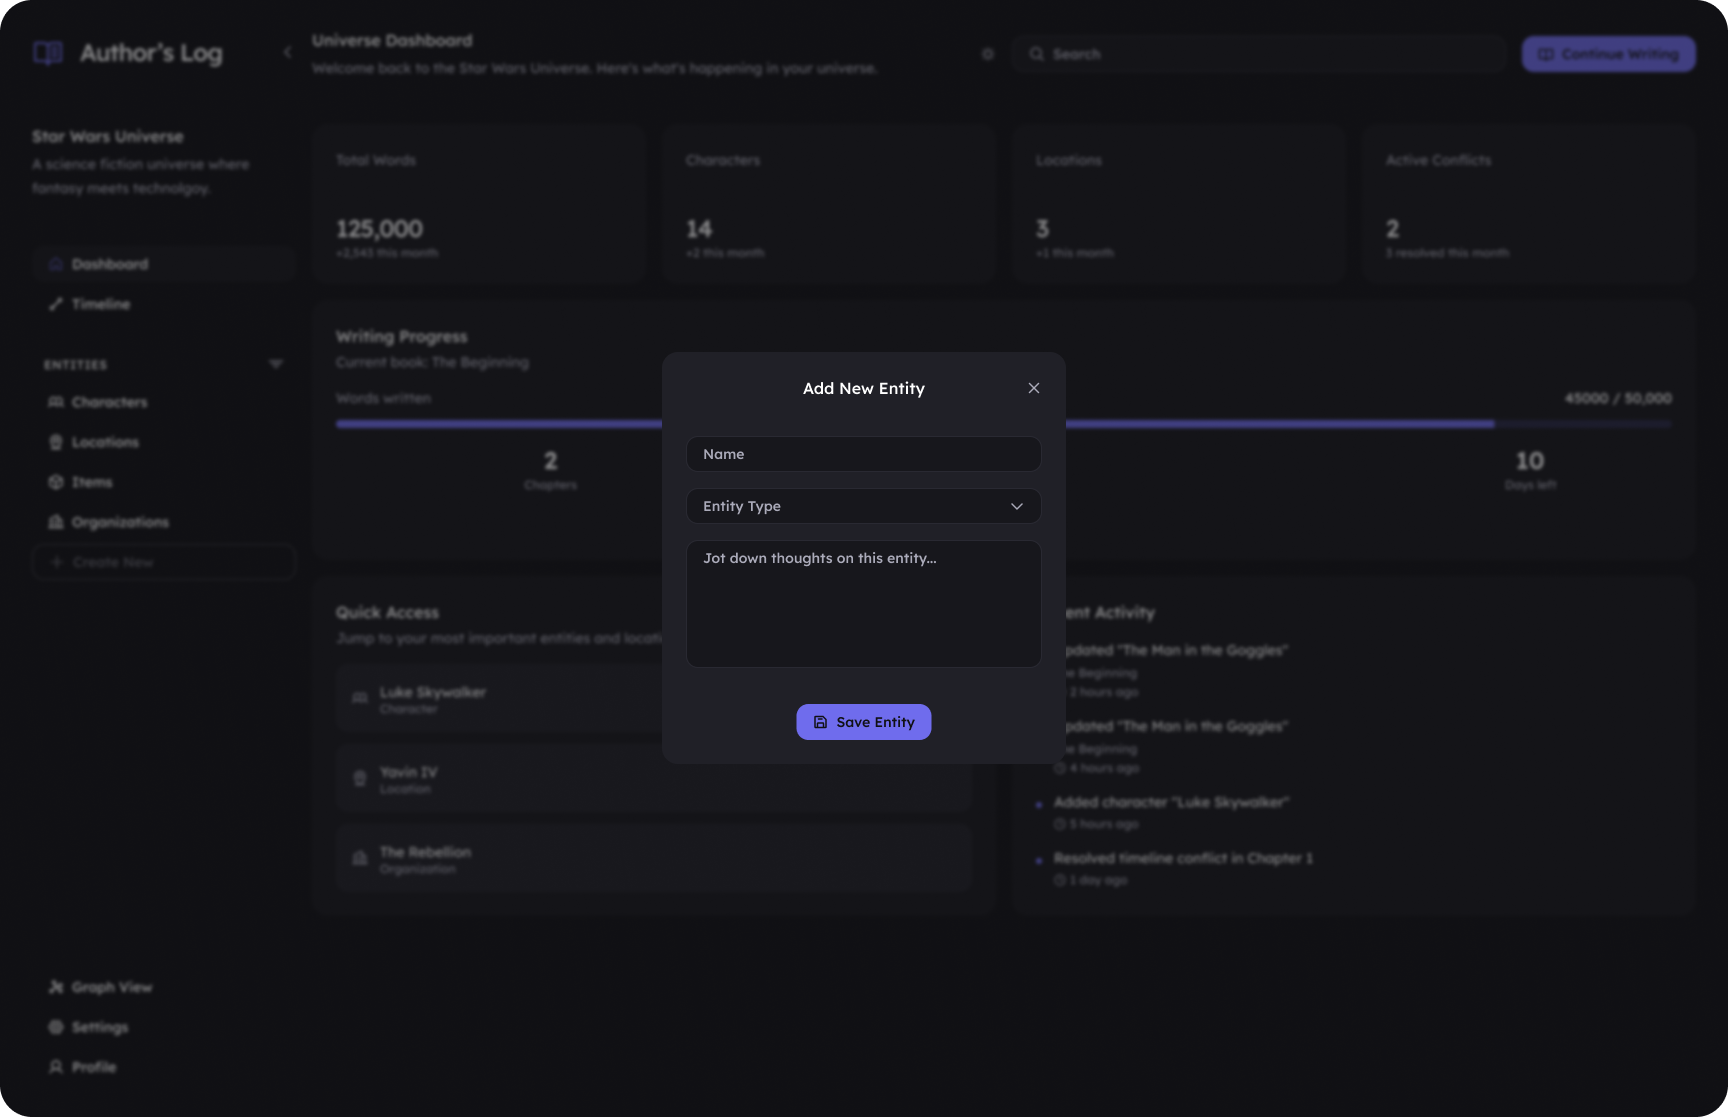 Author's Log
Universe Dashboard
Welcome back to the Star Wars Universe. Here's what's happening in your universe.
Search
Continue Writing
Star Wars Universe
A science fiction universe where
fantasy meets technolgoy.
Dashboard
Timeline
ENTITIES
Characters
Locations
Items
Organizations
Create New
Graph View
Settings
Profile
Total Words
125,000
+2,543 this month
Characters
14
+2 this month
Locations
3
+1 this month
Active Conflicts
2
3 resolved this month
Writing Progress
Current book: The Beginning
Words written
45000 / 50,000
2
Chapters
10
Days left
Quick Access
Jump to your most important entities and locati
Luke Skywalker
Character
Yavin IV
Location
The Rebellion
Organization
ent Activity
pdated "The Man in the Goggles"
e Beginning
2 hours ago
pdated "The Man in the Goggles"
e Beginning
4 hours ago
Added character "Luke Skywalker"
5 hours ago
Resolved timeline conflict in Chapter 1
1 day ago
Add New Entity
Name
Entity Type
Jot down thoughts on this entity...
Save Entity